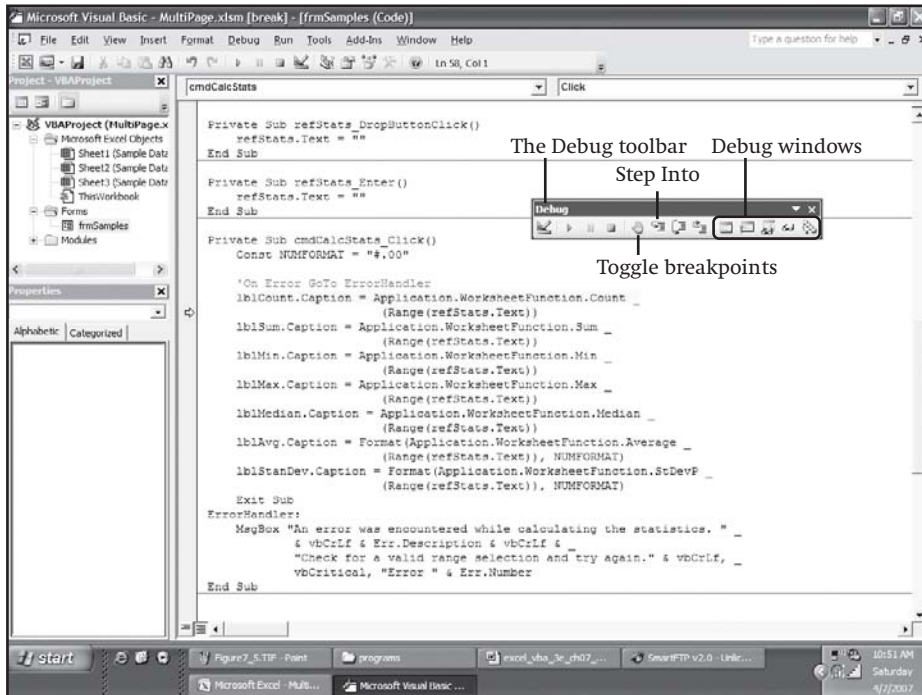 Microsoft Visual Basic - MultiPage.xlsm [break] - [frmSamples (Code)]
File Edit View Insert Format Debug Run Tools Add-Ins Window Help
Type a question for help
Ln 58, Col 1
Project - VBAProject
cmdCalcStats
Click
VBAProject (MultiPage.x
Microsoft Excel Objects
Sheet1 (Sample Data
Sheet2 (Sample Data
Sheet3 (Sample Data
ThisWorkbook
Forms
frmSamples
Modules
Properties
Alphabetic Categorized
Private Sub refStats_DropButtonClick()
refStats.Text = ""
End Sub
Private Sub refStats_Enter()
refStats.Text = ""
End Sub
Private Sub cmdCalcStats_Click()
Const NUMFORMAT = "#.00"
'On Error GoTo ErrorHandler
lblCount.Caption = Application.WorksheetFunction.Count _
(Range(refStats.Text))
lblSum.Caption = Application.WorksheetFunction.Sum _
(Range(refStats.Text))
lblMin.Caption = Application.WorksheetFunction.Min _
(Range(refStats.Text))
lblMax.Caption = Application.WorksheetFunction.Max _
(Range(refStats.Text))
lblMedian.Caption = Application.WorksheetFunction.Median _
(Range(refStats.Text))
lblAvg.Caption = Format(Application.WorksheetFunction.Average _
(Range(refStats.Text)), NUMFORMAT)
lblStanDev.Caption = Format(Application.WorksheetFunction.StDevP _
(Range(refStats.Text)), NUMFORMAT)
Exit Sub
ErrorHandler:
MsgBox "An error was encountered while calculating the statistics. " _
& vbCrLf & Err.Description & vbCrLf & _
"Check for a valid range selection and try again." & vbCrLf, _
vbCritical, "Error " & Err.Number
End Sub
The Debug toolbar
Debug windows
Step Into
Debug
Toggle breakpoints
start
Figure7_5.TIF - Paint
programs
excel_vba_3e_ch07_...
SmartFTP v2.0 - Unlic...
10:51 AM
Microsoft Excel - Multi...
Microsoft Visual Basic ...
Saturday
4/7/2007